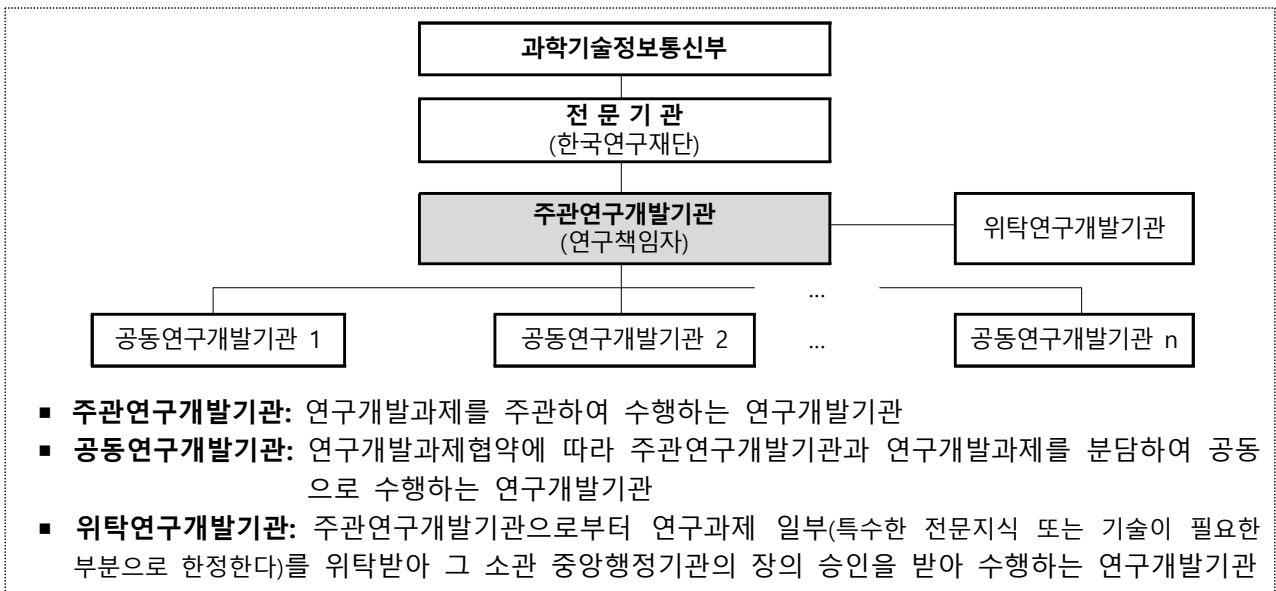 과학기술정보통신부
전 문 기 관
(한국연구재단)
주관연구개발기관
(연구책임자)
위탁연구개발기관
...
공동연구개발기관 1
공동연구개발기관 2
...
공동연구개발기관 n
▪ 주관연구개발기관: 연구개발과제를 주관하여 수행하는 연구개발기관
▪ 공동연구개발기관: 연구개발과제협약에 따라 주관연구개발기관과 연구개발과제를 분담하여 공동
으로 수행하는 연구개발기관
▪ 위탁연구개발기관: 주관연구개발기관으로부터 연구과제 일부(특수한 전문지식 또는 기술이 필요한
부분으로 한정한다)를 위탁받아 그 소관 중앙행정기관의 장의 승인을 받아 수행하는 연구개발기관